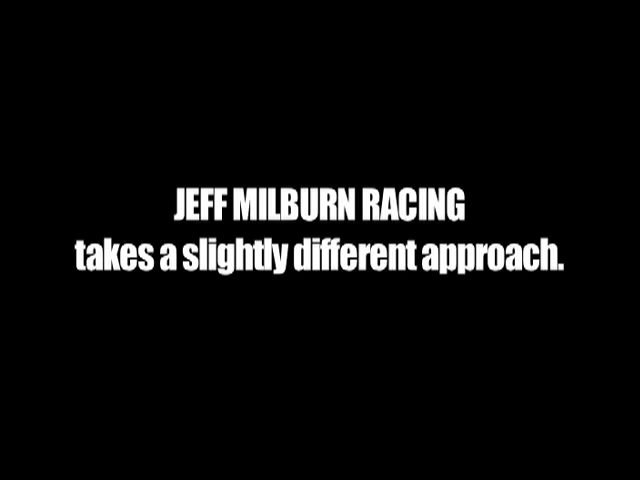 JEFF MILBURN RACING
takes a slightly different approach.